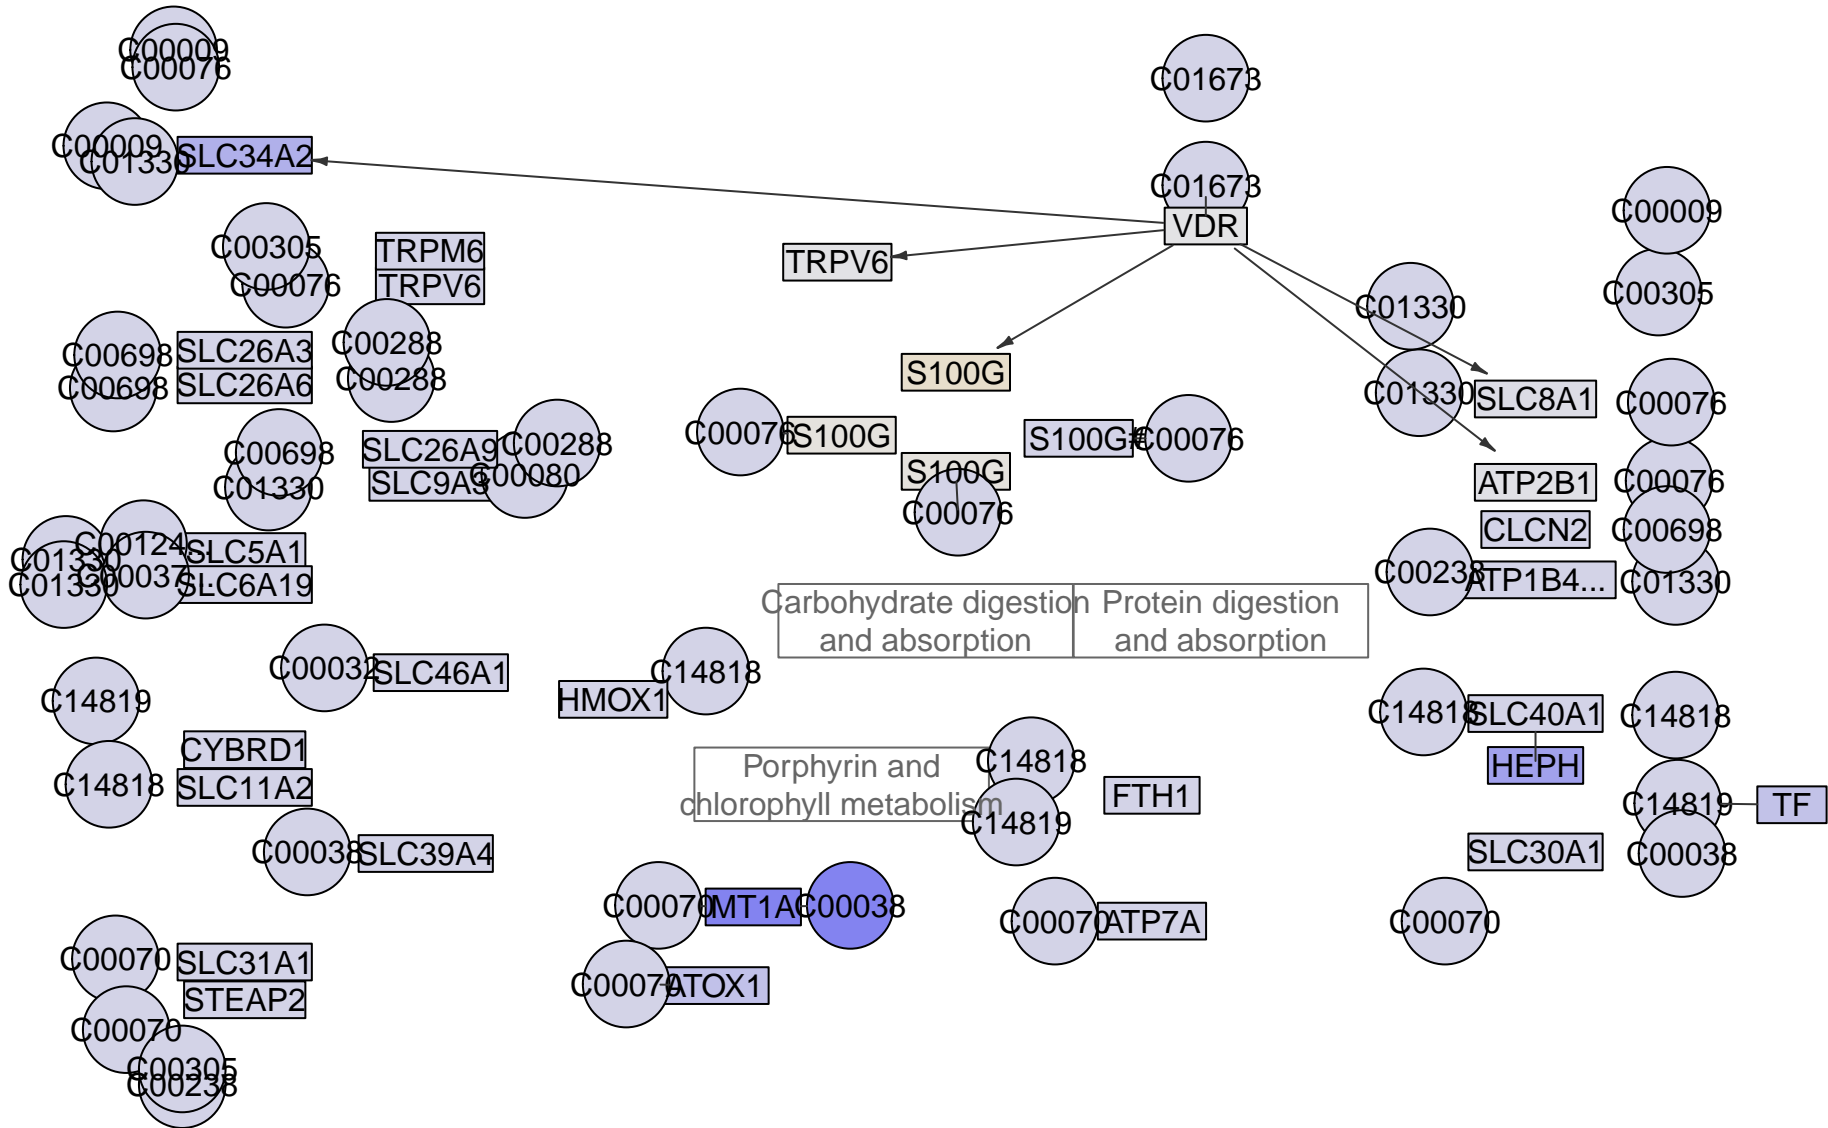 C00009
C00076
C01673
C00009
C01330
SLC34A2
C01673
VDR
C00009
C00305
TRPM6
C00076
TRPV6
TRPV6
C01330
C00305
C00698
SLC26A3
C00288
C00698
SLC26A6
C00288
S100G
C01330
SLC8A1
C00076
C00698
SLC26A9
C00288
C01330
SLC9A3
C00080
C00076
S100G
S100G#
C00076
S100G
C00076
ATP2B1
C00076
CLCN2
C00698
C01330
C00124...
SLC5A1
C01330
C00037...
SLC6A19
C00238
ATP1B4...
C01330
Carbohydrate digestion
and absorption
Protein digestion
and absorption
C00032
SLC46A1
HMOX1
C14818
C14819
C14818
SLC40A1
C14818
HEPH
CYBRD1
C14818
SLC11A2
Porphyrin and
chlorophyll metabolism
C14818
C14819
FTH1
C14819
TF
C00038
SLC39A4
SLC30A1
C00038
C00070
MT1A
C00038
C00070
ATP7A
C00070
C00070
SLC31A1
STEAP2
C00070
ATOX1
C00070
C00305
C00238